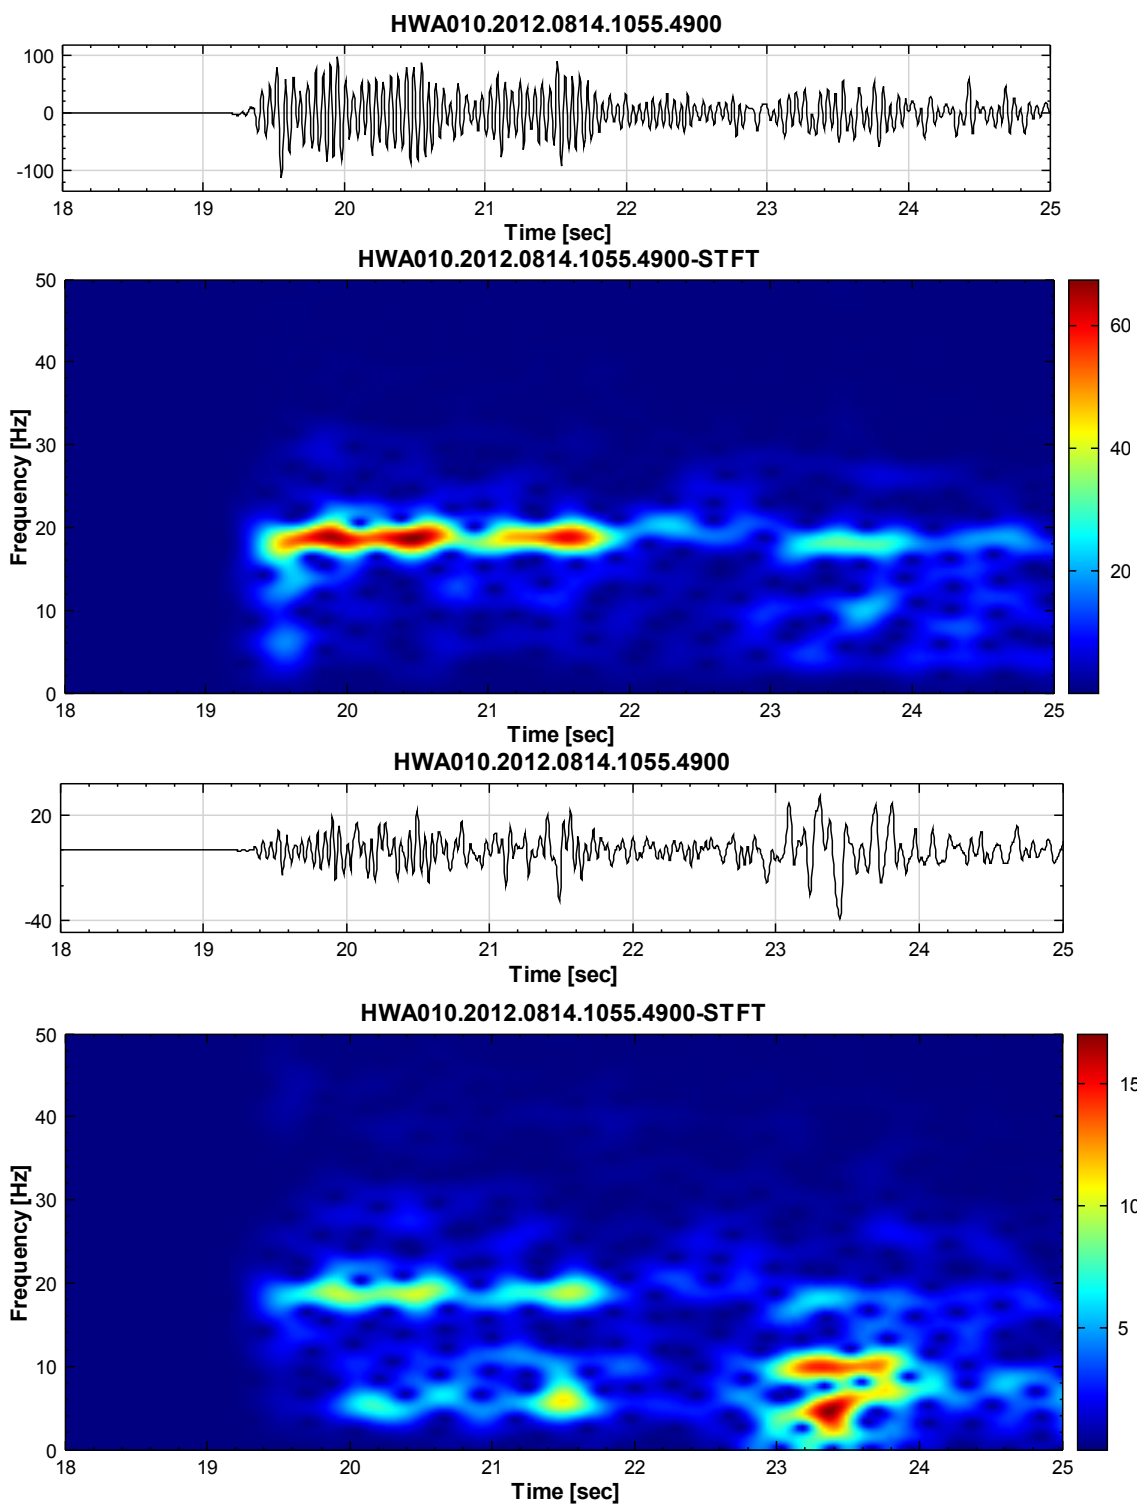 HWA010.2012.0814.1055.4900
100
0
-100
18 19 20 21 22 23 24 25
Time [sec]
HWA010.2012.0814.1055.4900-STFT
50
40
30
20
10
0
Frequency [Hz]
60
40
20
18 19 20 21 22 23 24 25
Time [sec]
HWA010.2012.0814.1055.4900
20
-40
18 19 20 21 22 23 24 25
Time [sec]
HWA010.2012.0814.1055.4900-STFT
50
40
30
20
10
0
Frequency [Hz]
15
10
5
18 19 20 21 22 23 24 25
Time [sec]